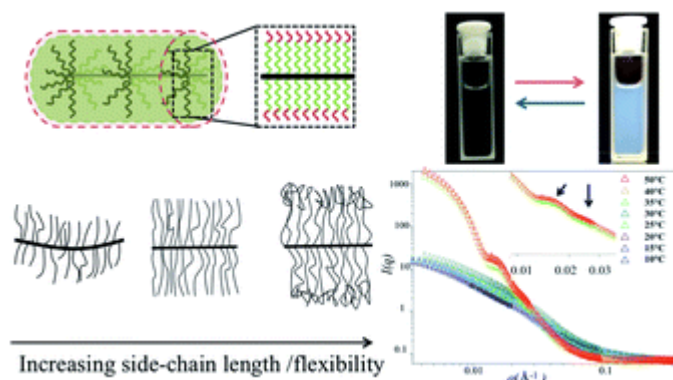 Increasing side-chain length /flexibility
1000
100
10
1
0.1
I(q)
0.01
0.1
q(Å⁻¹)
0.01
0.02
0.03
50°C
40°C
35°C
30°C
25°C
20°C
15°C
10°C